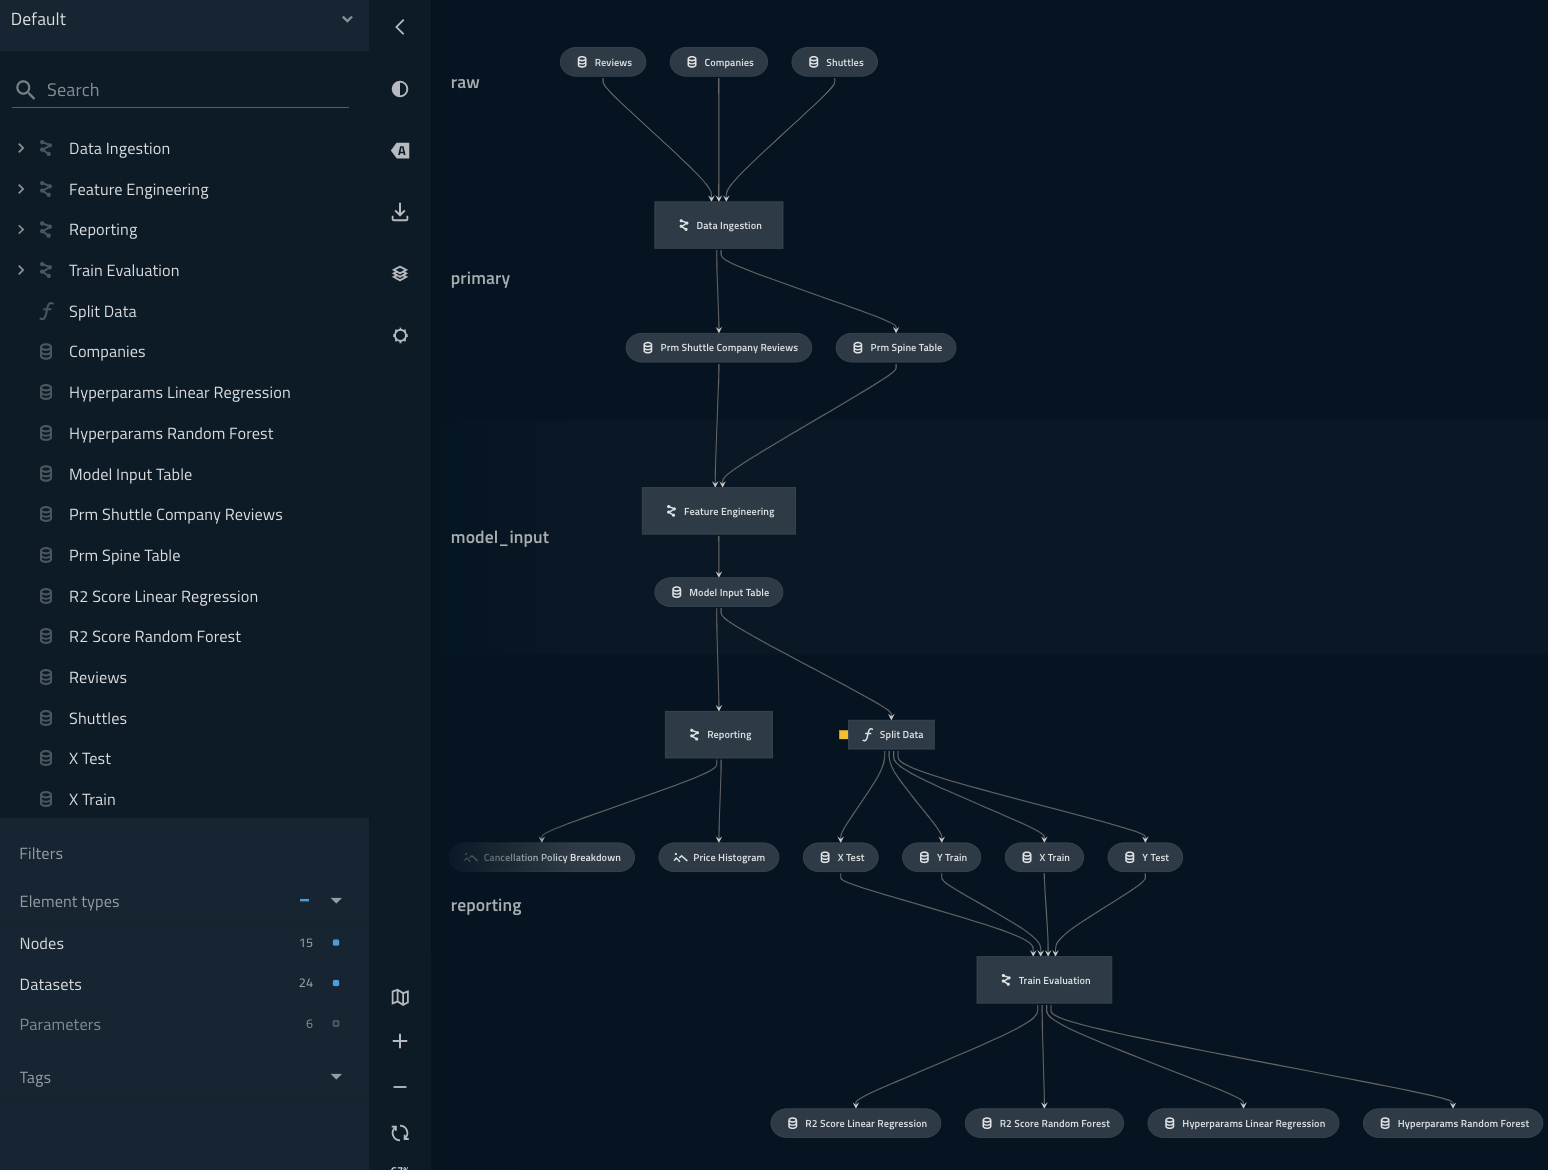 Default
Search
Data Ingestion
Feature Engineering
Reporting
Train Evaluation
Split Data
Companies
Hyperparams Linear Regression
Hyperparams Random Forest
Model Input Table
Prm Shuttle Company Reviews
Prm Spine Table
R2 Score Linear Regression
R2 Score Random Forest
Reviews
Shuttles
X Test
X Train
Filters
Element types
Nodes 15
Datasets 24
Parameters 6
Tags
A
raw
Reviews Companies Shuttles
Data Ingestion
primary
Prm Shuttle Company Reviews Prm Spine Table
Feature Engineering
model_input
Model Input Table
Reporting Split Data
Cancellation Policy Breakdown Price Histogram X Test Y Train X Train Y Test
reporting
Train Evaluation
R2 Score Linear Regression R2 Score Random Forest Hyperparams Linear Regression Hyperparams Random Forest